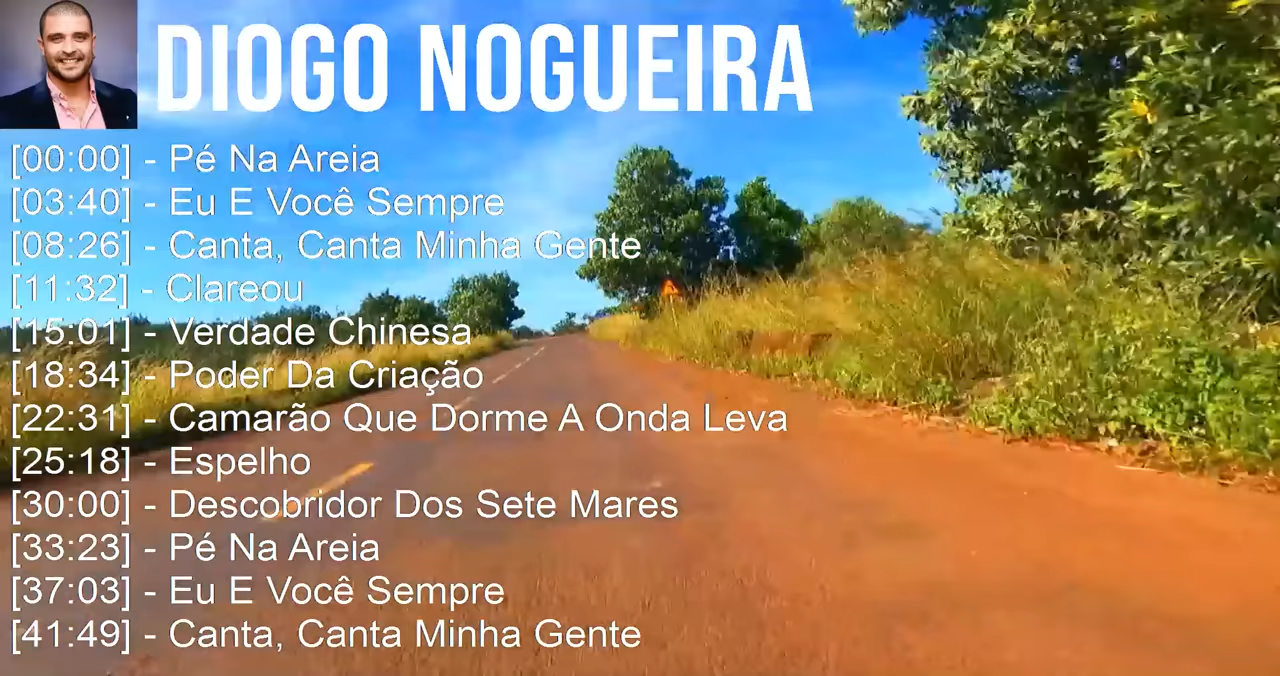 DIOGO NOGUEIRA
[00:00] - Pé Na Areia
[03:40] - Eu E Você Sempre
[08:26] - Canta, Canta Minha Gente
[11:32] - Clareou
[15:01] - Verdade Chinesa
[18:34] - Poder Da Criação
[22:31] - Camarão Que Dorme A Onda Leva
[25:18] - Espelho
[30:00] - Descobridor Dos Sete Mares
[33:23] - Pé Na Areia
[37:03] - Eu E Você Sempre
[41:49] - Canta, Canta Minha Gente